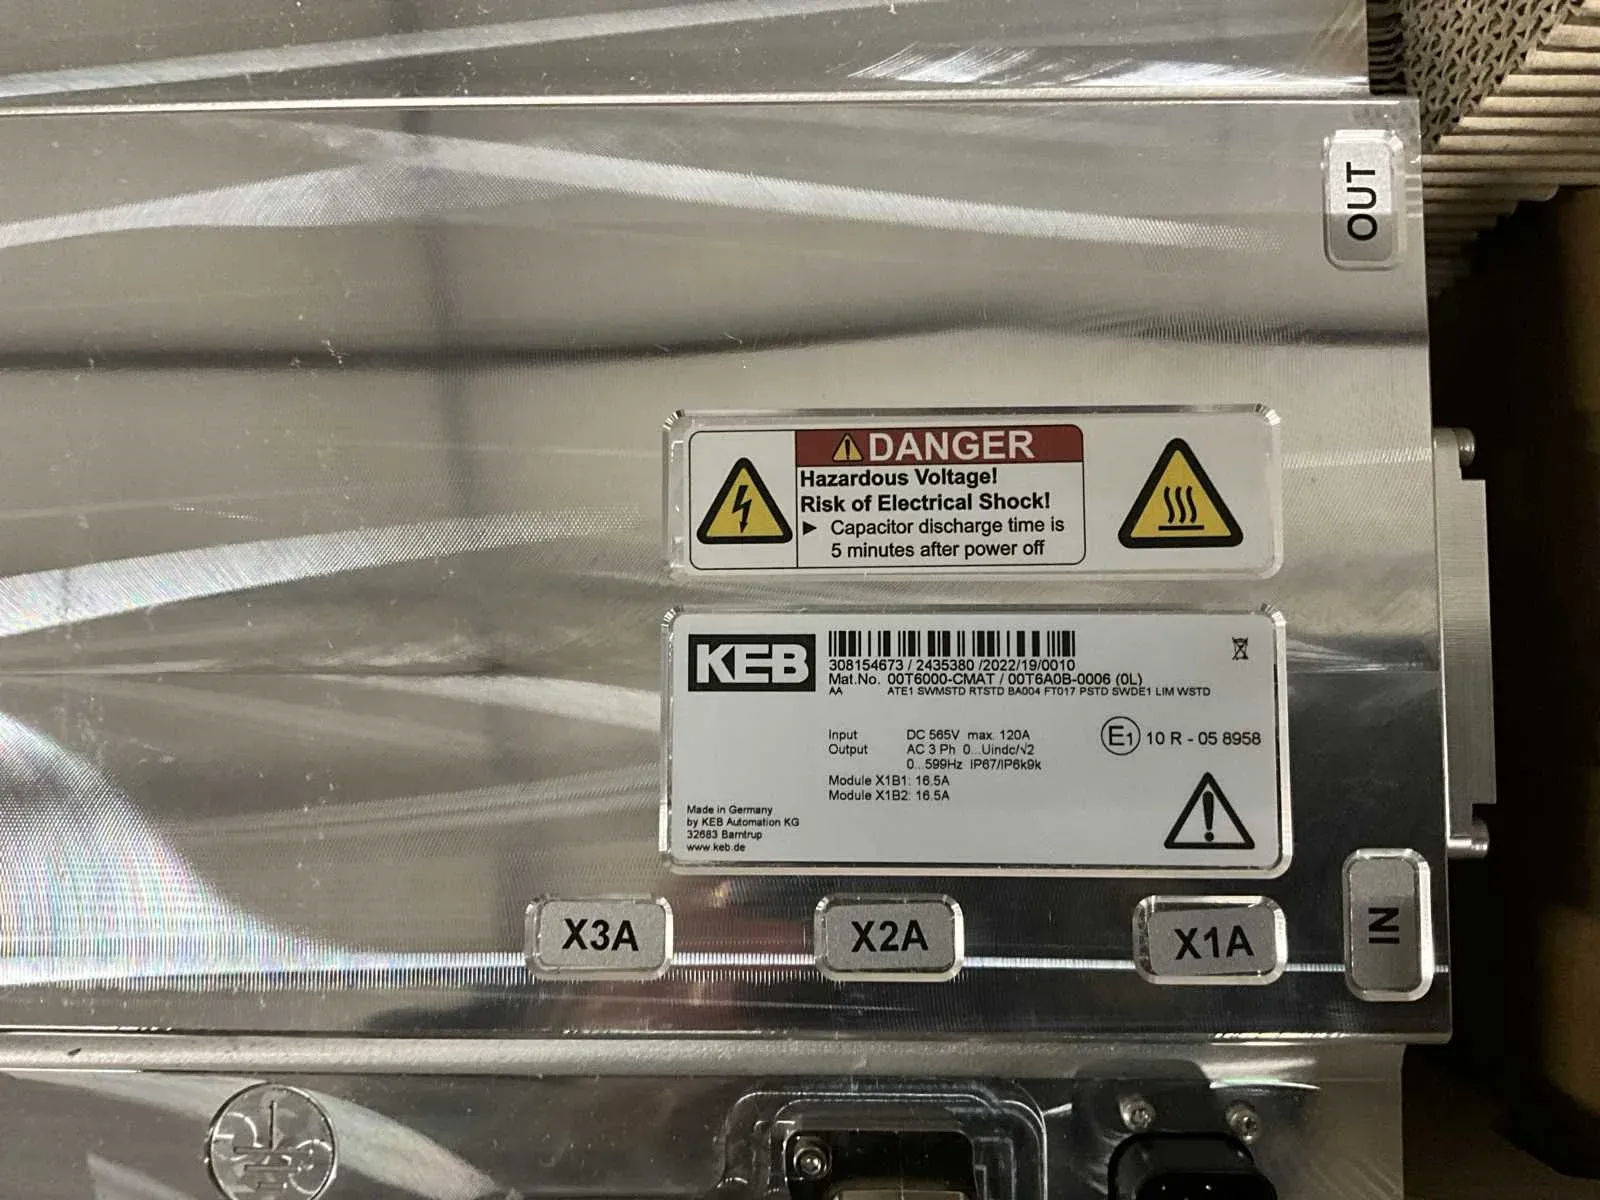 OUT
DANGER
Hazardous Voltage!
Risk of Electrical Shock!
► Capacitor discharge time is
5 minutes after power off
KEB
308154673 / 2435380 /2022/19/0010
Mat.No. 00T6000-CMAT / 00T6A0B-0006 (0L)
AA ATE1 SWMSTD RTSTD BA004 FT017 PSTD SWDE1 LIM WSTD
Input DC 565V max. 120A
Output AC 3 Ph 0...Uindc/√2
0...599Hz IP67/IP6k9k
Module X1B1: 16.5A
Module X1B2: 16.5A
E1 10 R - 05 8958
Made in Germany
by KEB Automation KG
32683 Barntrup
www.keb.de
X3A
X2A
X1A
IN